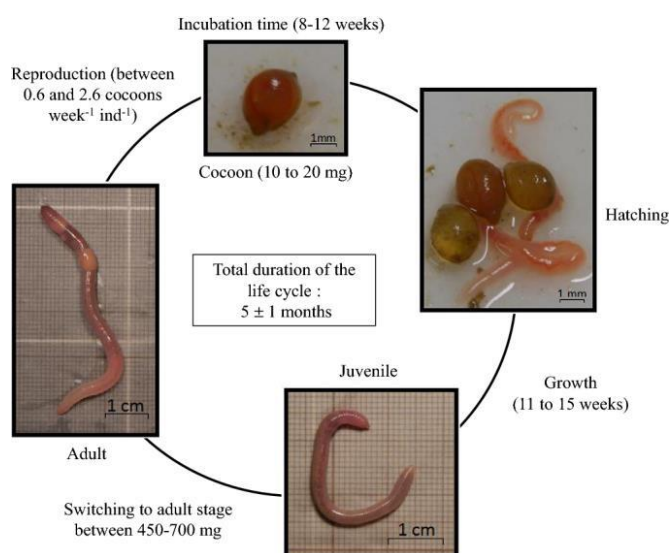 Incubation time (8-12 weeks)
Reproduction (between
0.6 and 2.6 cocoons
week⁻¹ ind⁻¹)
1mm
Cocoon (10 to 20 mg)
Hatching
1 mm
Total duration of the
life cycle :
5 ± 1 months
1 cm
Adult
Juvenile
Growth
(11 to 15 weeks)
Switching to adult stage
between 450-700 mg
1 cm